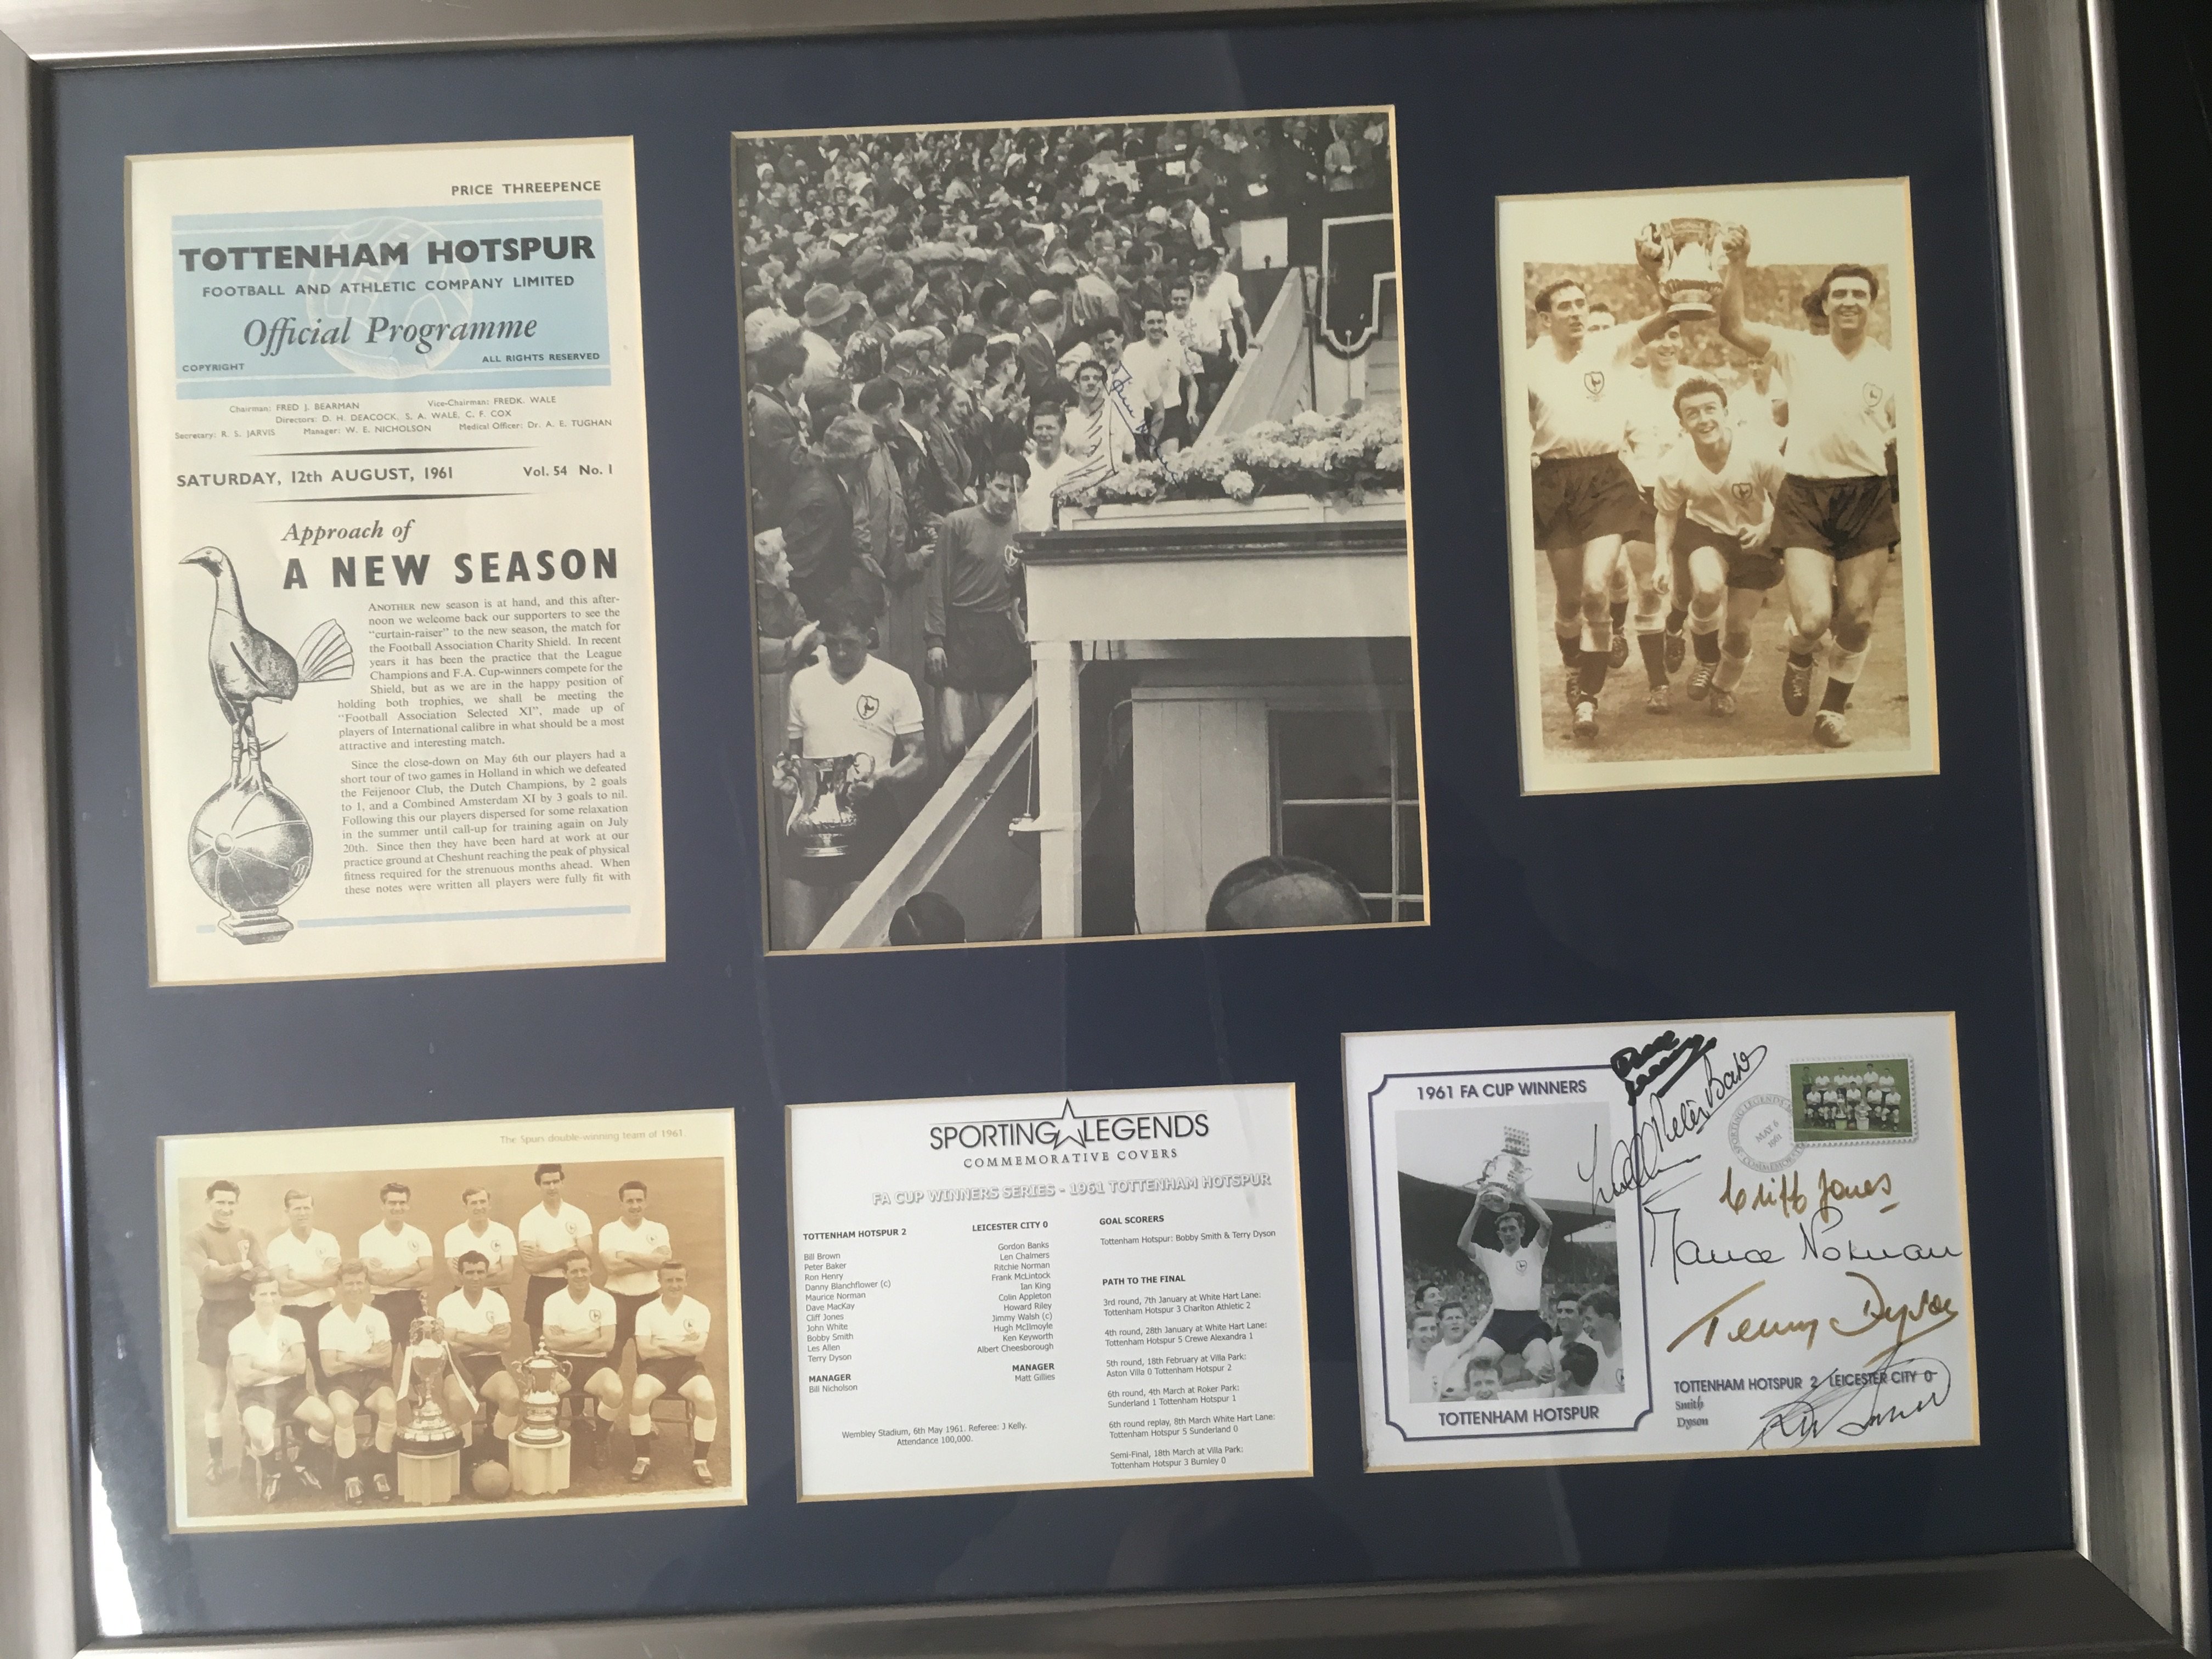 PRICE THREEPENCE
TOTTENHAM HOTSPUR
FOOTBALL AND ATHLETIC COMPANY LIMITED
Official Programme
COPYRIGHT
ALL RIGHTS RESERVED
Chairman: FRED J. BEARMAN Vice-Chairman: FREDK. WALE
Directors: D. H. DEACOCK, S. A. WALE, C. F. COX
Secretary: R. S. JARVIS Manager: W. E. NICHOLSON Medical Officer: Dr. A. E. TUGHAN
SATURDAY, 12th AUGUST, 1961 Vol. 54 No. 1
Approach of
A NEW SEASON
ANOTHER new season is at hand, and this after-
noon we welcome back our supporters to see the
"curtain-raiser" to the new season, the match for
the Football Association Charity Shield. In recent
years it has been the practice that the League
Champions and F.A. Cup-winners compete for the
Shield, but as we are in the happy position of
holding both trophies, we shall be meeting the
"Football Association Selected XI", made up of
players of International calibre in what should be a most
attractive and interesting match.
Since the close-down on May 6th our players had a
short tour of two games in Holland in which we defeated
the Feijenoor Club, the Dutch Champions, by 2 goals
to 1, and a Combined Amsterdam XI by 3 goals to nil.
Following this our players dispersed for some relaxation
in the summer until call-up for training again on July
20th. Since then they have been hard at work at our
practice ground at Cheshunt reaching the peak of physical
fitness required for the strenuous months ahead. When
these notes were written all players were fully fit with
The Spurs double-winning team of 1961.
SPORTING LEGENDS
COMMEMORATIVE COVERS
FA CUP WINNERS SERIES - 1961 TOTTENHAM HOTSPUR
TOTTENHAM HOTSPUR 2
Bill Brown
Peter Baker
Ron Henry
Danny Blanchflower (c)
Maurice Norman
Dave MacKay
Cliff Jones
John White
Bobby Smith
Les Allen
Terry Dyson
MANAGER
Bill Nicholson
LEICESTER CITY 0
Gordon Banks
Len Chalmers
Ritchie Norman
Frank McLintock
Ian King
Colin Appleton
Howard Riley
Jimmy Walsh (c)
Hugh McIlmoyle
Ken Keyworth
Albert Cheesborough
MANAGER
Matt Gillies
Wembley Stadium, 6th May 1961. Referee: J Kelly.
Attendance 100,000.
GOAL SCORERS
Tottenham Hotspur: Bobby Smith & Terry Dyson
PATH TO THE FINAL
3rd round, 7th January at White Hart Lane:
Tottenham Hotspur 3 Charlton Athletic 2
4th round, 28th January at White Hart Lane:
Tottenham Hotspur 5 Crewe Alexandra 1
5th round, 18th February at Villa Park:
Aston Villa 0 Tottenham Hotspur 2
6th round, 4th March at Roker Park:
Sunderland 1 Tottenham Hotspur 1
6th round replay, 8th March White Hart Lane:
Tottenham Hotspur 5 Sunderland 0
Semi-Final, 18th March at Villa Park:
Tottenham Hotspur 3 Burnley 0
1961 FA CUP WINNERS
TOTTENHAM HOTSPUR
Peter Baker
SPORTING LEGENDS
MAY 6
1961
COMMEMORATIVE
Cliff Jones
Maurice Norman
Terry Dyson
TOTTENHAM HOTSPUR 2 LEICESTER CITY 0
Smith
Dyson